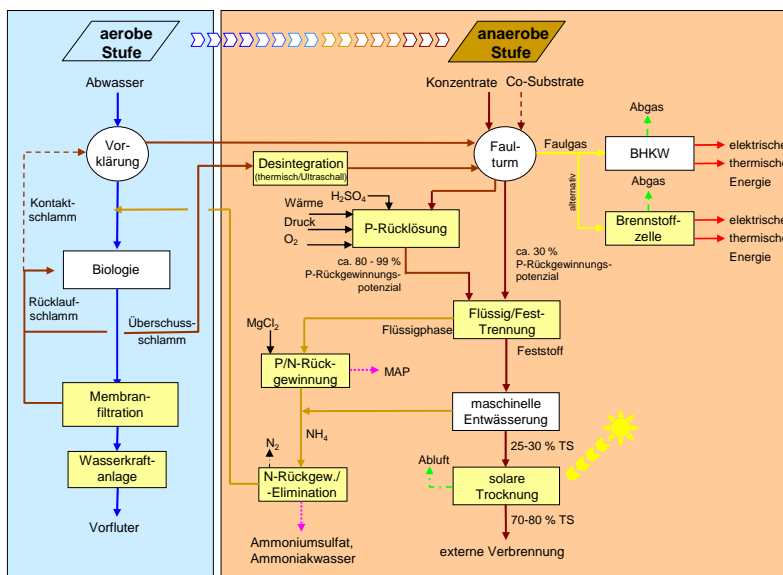 aerobe
Stufe
anaerobe
Stufe
Abwasser
Konzentrate
Co-Substrate
Abgas
Vor-
klärung
Desintegration
(thermisch/Ultraschall)
Faul-
turm
Faulgas
BHKW
elektrische
thermische
Energie
alternativ
Abgas
Kontakt-
schlamm
H2SO4
Wärme
Druck
O2
P-Rücklösung
Brennstoff-
zelle
elektrische
thermische
Energie
Biologie
ca. 80 - 99 %
P-Rückgewinnungs-
potenzial
ca. 30 %
P-Rückgewinnungs-
potenzial
Rücklauf-
schlamm
Überschuss-
schlamm
MgCl2
Flüssigphase
Flüssig/Fest-
Trennung
Feststoff
P/N-Rück-
gewinnung
MAP
Membran-
filtration
maschinelle
Entwässerung
NH4
N2
25-30 % TS
Wasserkraft-
anlage
N-Rückgew./
-Elimination
Abluft
solare
Trocknung
70-80 % TS
Vorfluter
Ammoniumsulfat,
Ammoniakwasser
externe Verbrennung